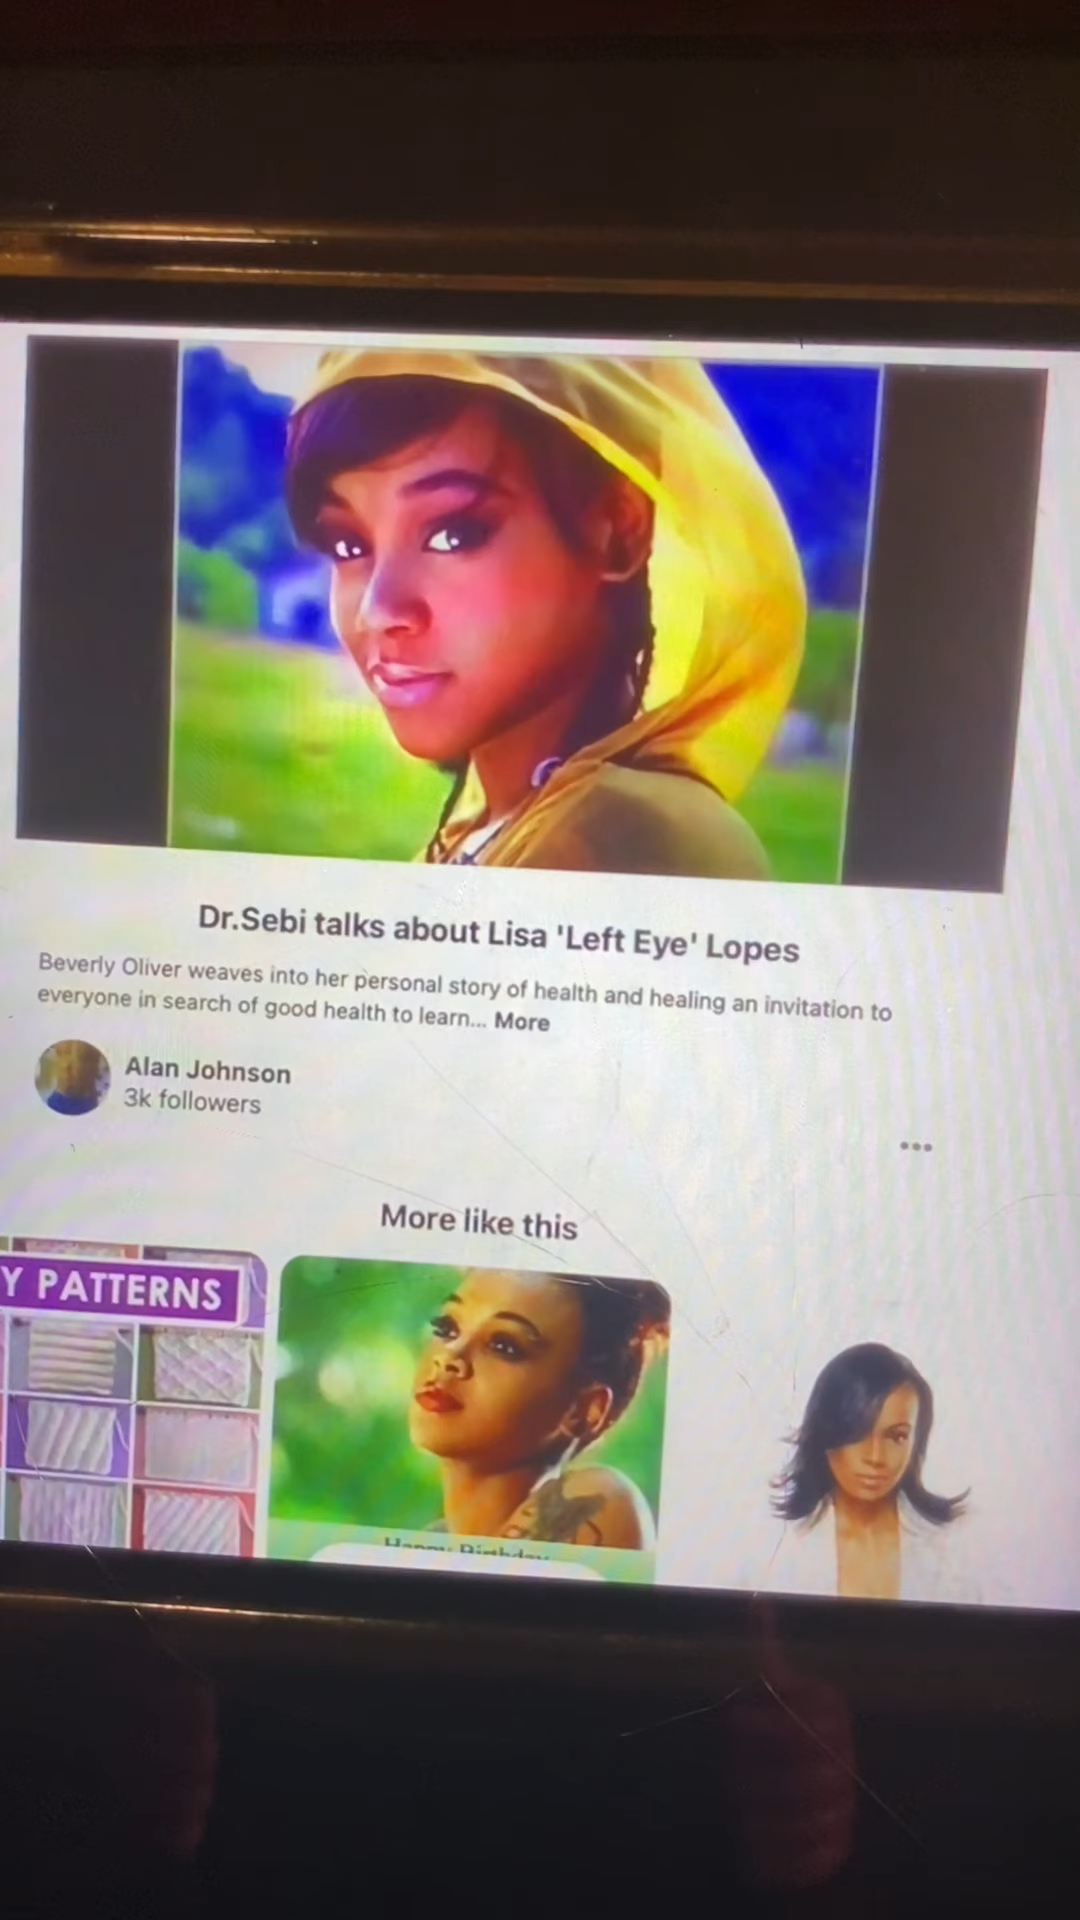 Dr.Sebi talks about Lisa 'Left Eye' Lopes
Beverly Oliver weaves into her personal story of health and healing an invitation to
everyone in search of good health to learn... More
Alan Johnson
3k followers
More like this
Y PATTERNS
Happy Birthday